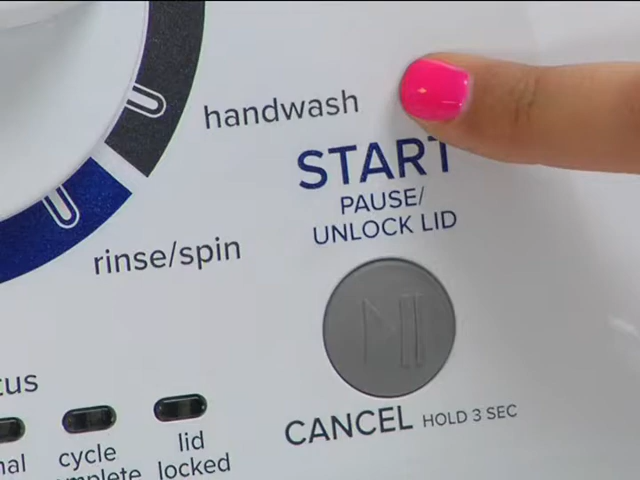 handwash
START
PAUSE/
UNLOCK LID
rinse/spin
CANCEL HOLD 3 SEC
cycle
lid
locked